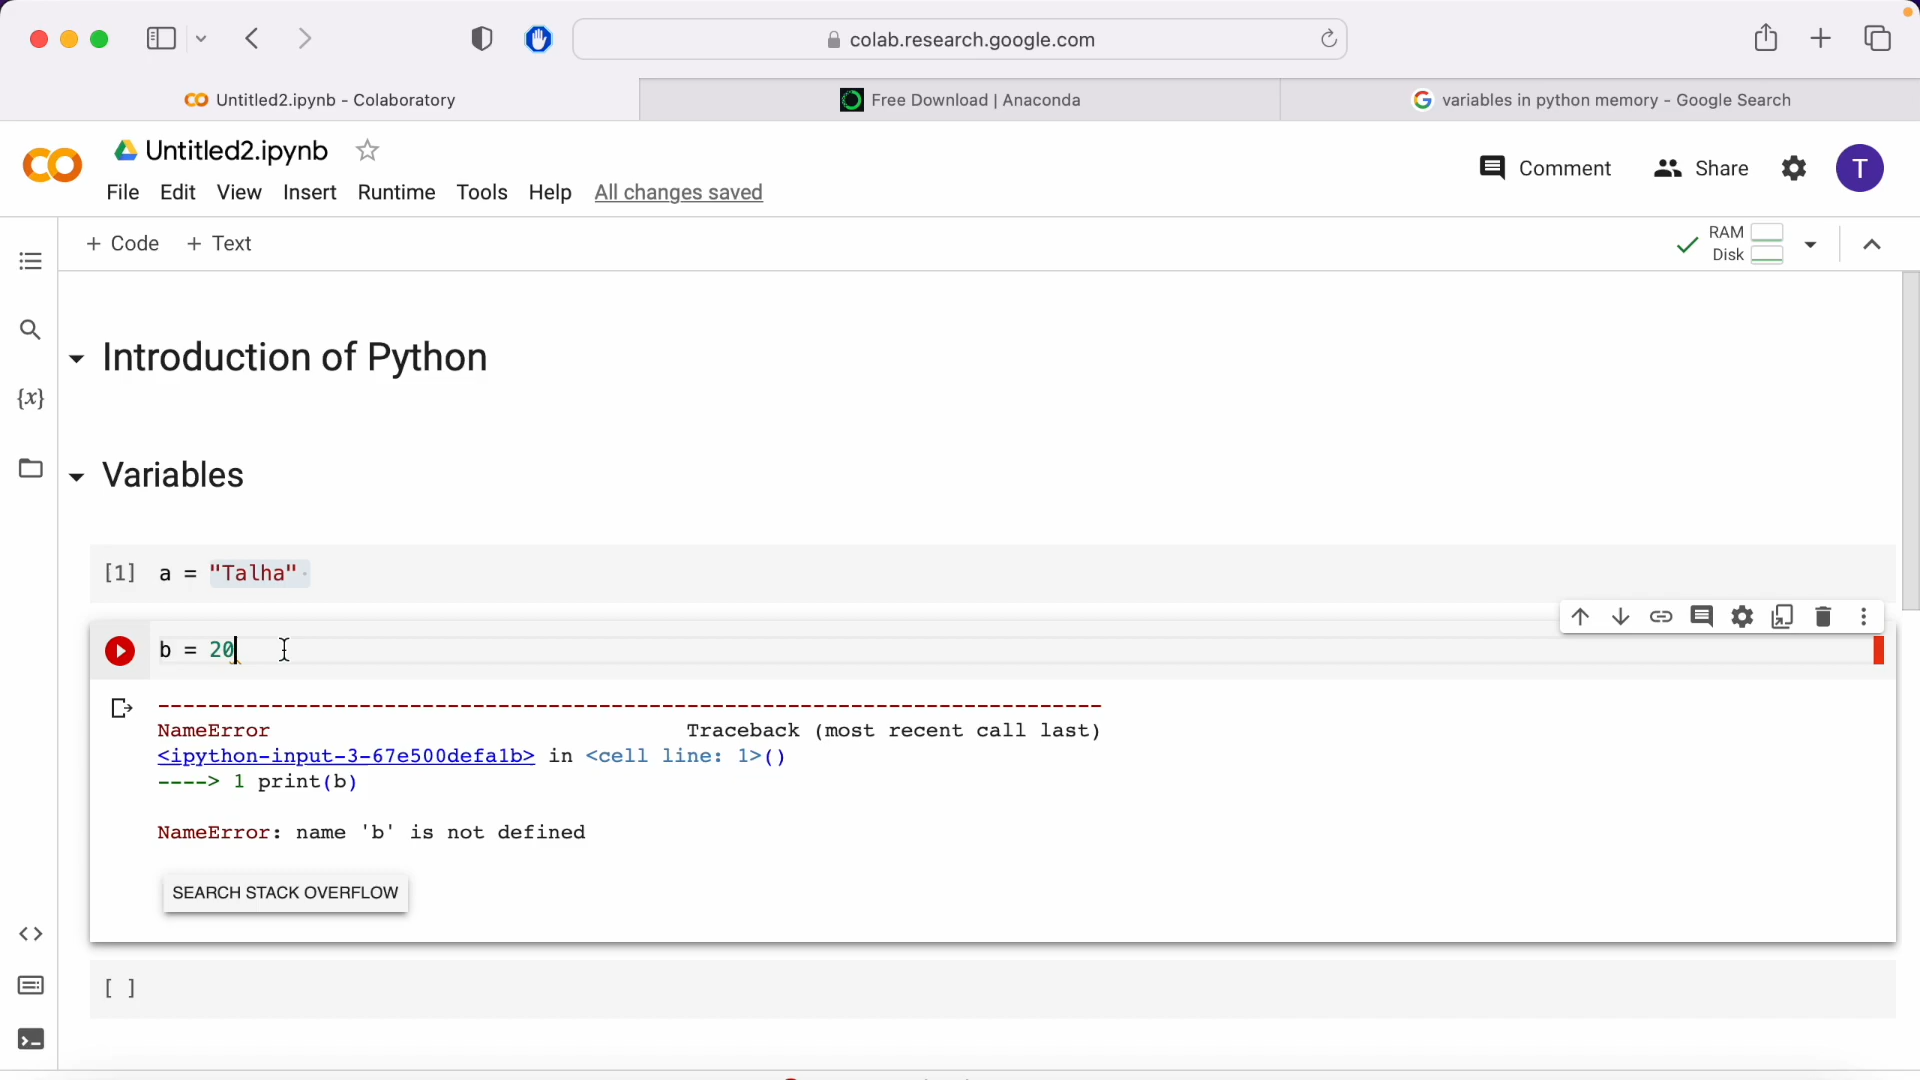 colab.research.google.com
Untitled2.ipynb - Colaboratory
Free Download | Anaconda
variables in python memory - Google Search
Untitled2.ipynb
Comment
Share
T
File Edit View Insert Runtime Tools Help All changes saved
+ Code + Text
RAM
Disk
Introduction of Python
{x}
Variables
[1] a = "Talha"
b = 20
---------------------------------------------------------------------------
NameError Traceback (most recent call last)
<ipython-input-3-67e500defa1b> in <cell line: 1>()
----> 1 print(b)
NameError: name 'b' is not defined
SEARCH STACK OVERFLOW
[ ]